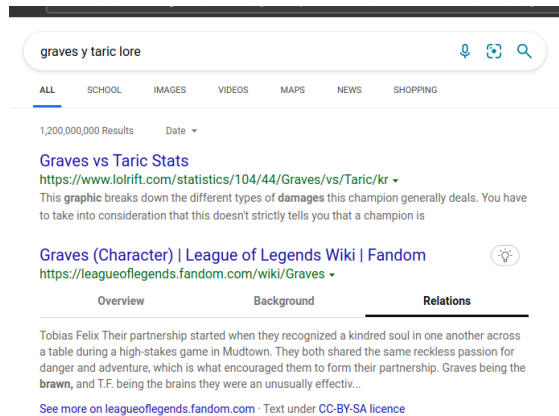 graves y taric lore
ALL SCHOOL IMAGES VIDEOS MAPS NEWS SHOPPING
1,200,000,000 Results Date
Graves vs Taric Stats
https://www.lolrift.com/statistics/104/44/Graves/vs/Taric/kr
This graphic breaks down the different types of damages this champion generally deals. You have
to take into consideration that this doesn't strictly tells you that a champion is
Graves (Character) | League of Legends Wiki | Fandom
https://leagueoflegends.fandom.com/wiki/Graves
Overview Background Relations
Tobias Felix Their partnership started when they recognized a kindred soul in one another across
a table during a high-stakes game in Mudtown. They both shared the same reckless passion for
danger and adventure, which is what encouraged them to form their partnership. Graves being the
brawn, and T.F. being the brains they were an unusually effectiv...
See more on leagueoflegends.fandom.com · Text under CC-BY-SA licence